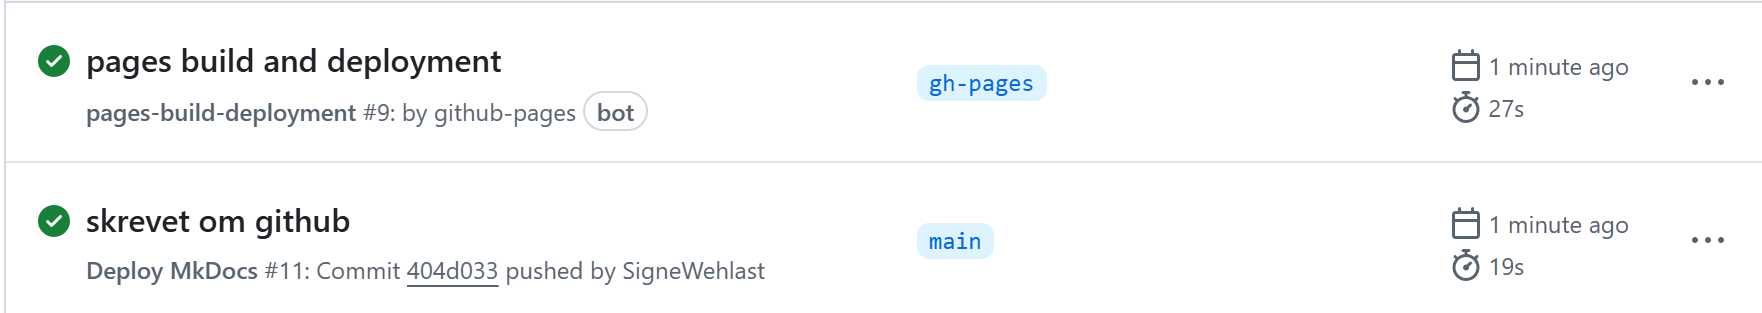 pages build and deployment
pages-build-deployment #9: by github-pages bot
gh-pages
1 minute ago
27s
skrevet om github
Deploy MkDocs #11: Commit 404d033 pushed by SigneWehlast
main
1 minute ago
19s